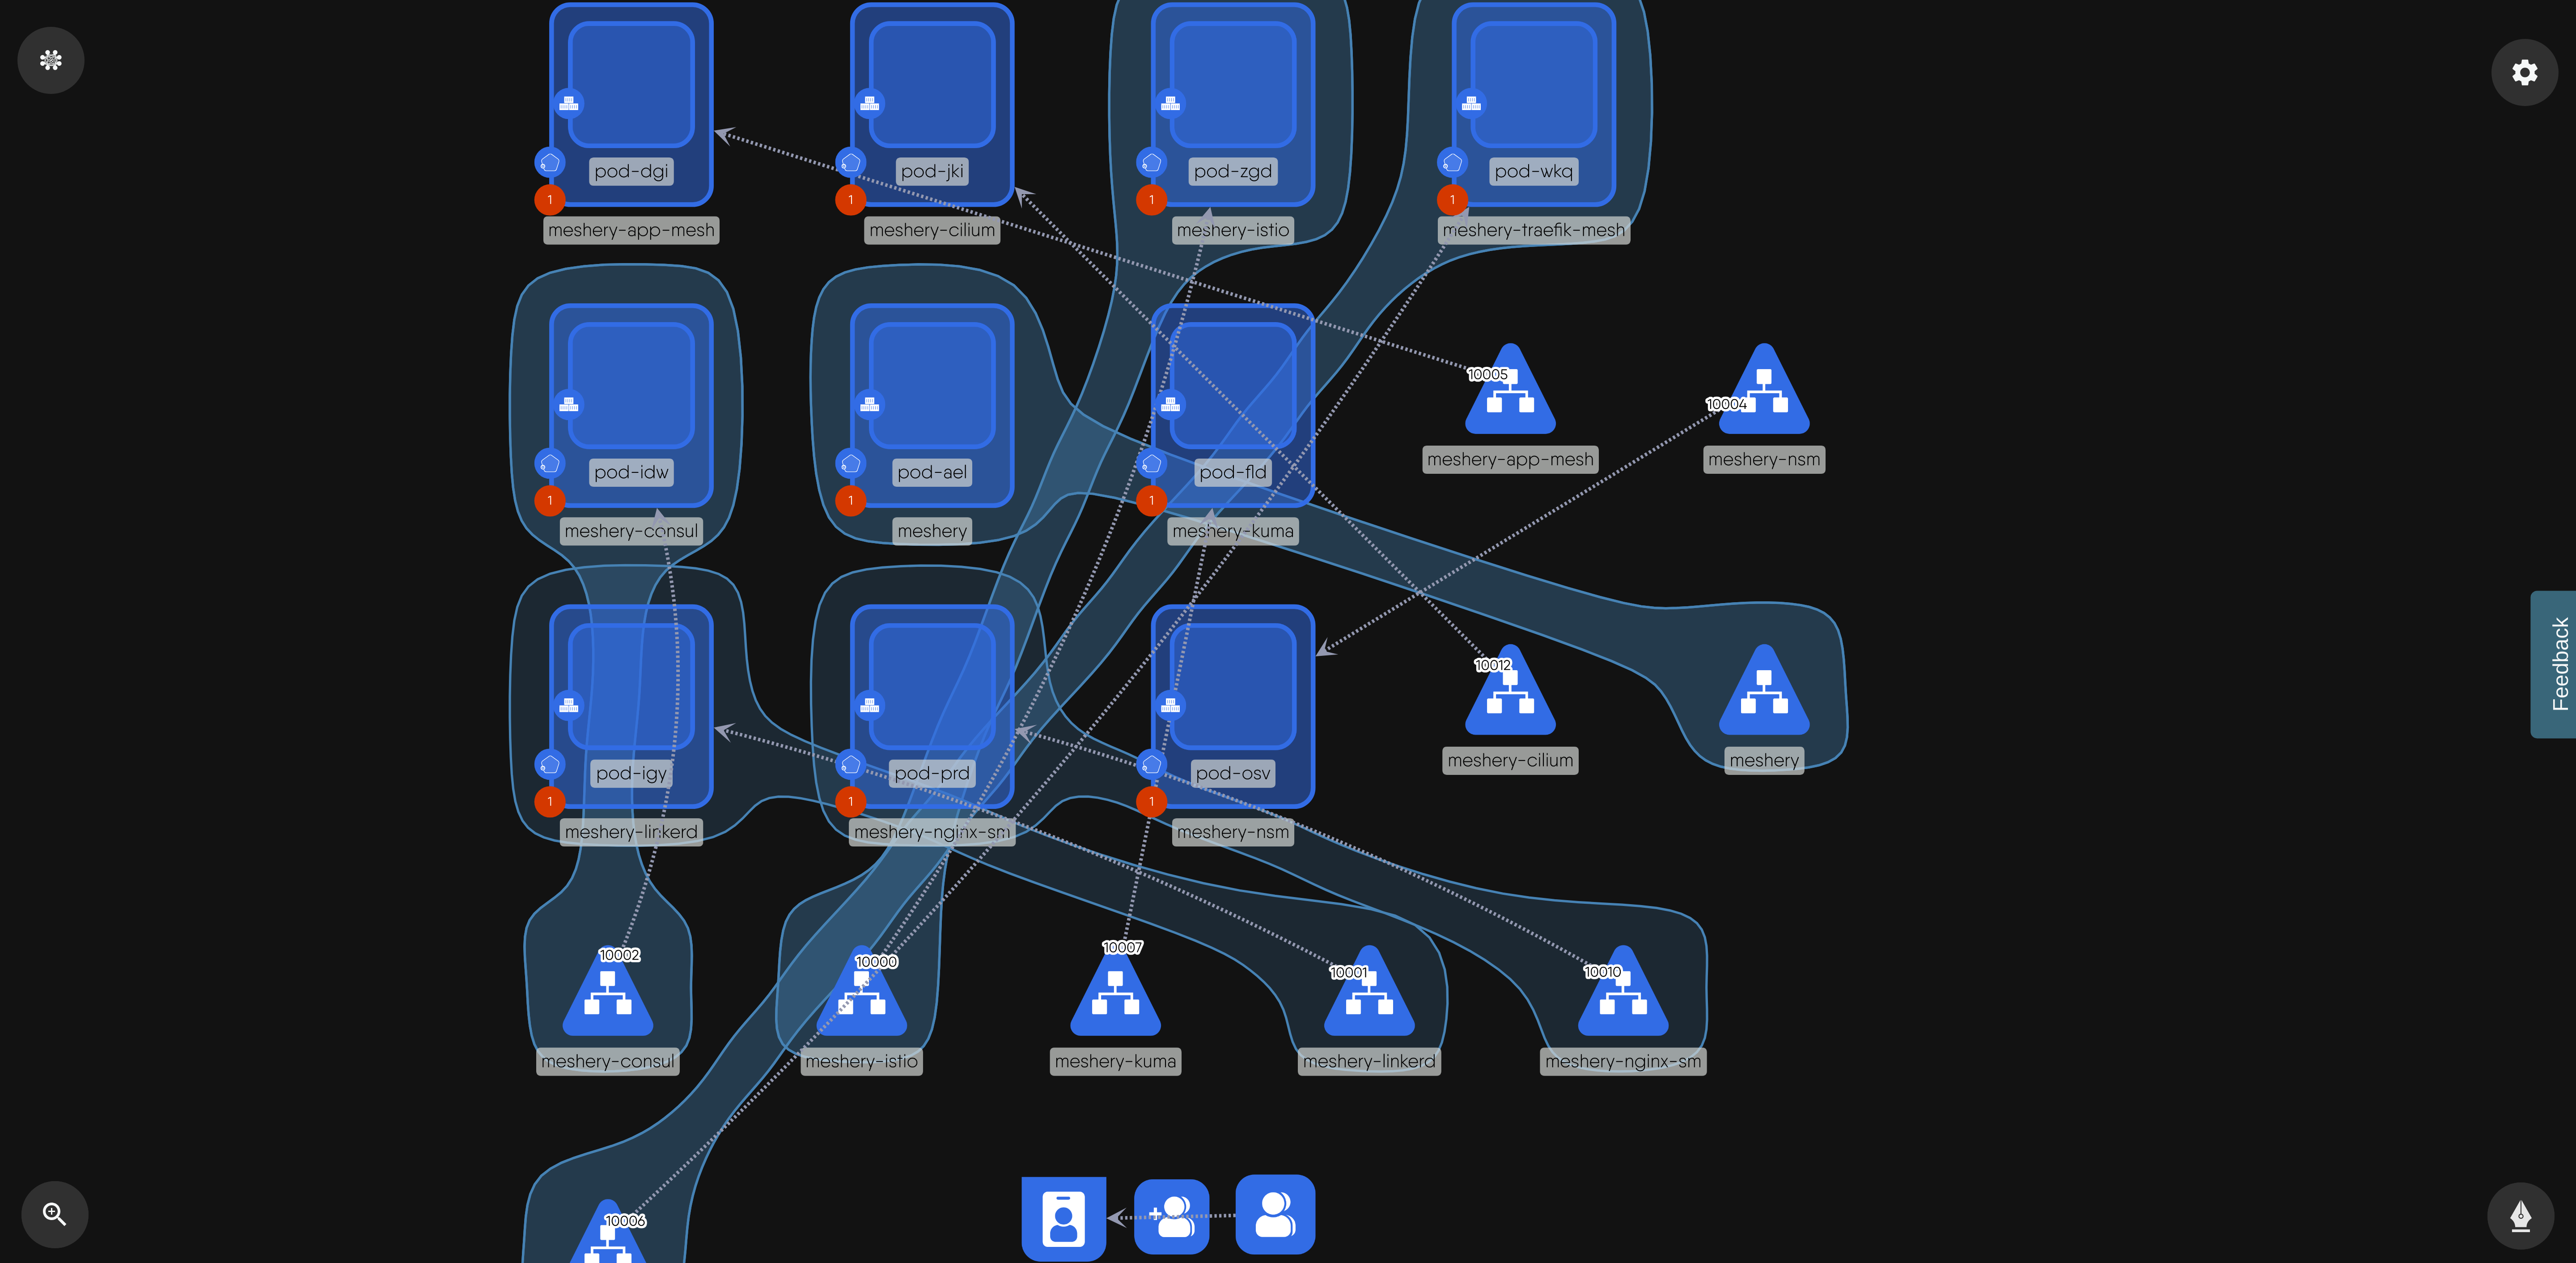 pod-dgi
pod-jki
pod-zgd
pod-wkq
1
1
1
1
meshery-app-mesh
meshery-cilium
meshery-istio
meshery-traefik-mesh
10005
10004
pod-idw
pod-ael
pod-fld
meshery-app-mesh
meshery-nsm
1
1
1
meshery-consul
meshery
meshery-kuma
Feedback
10012
pod-igy
pod-prd
pod-osv
meshery-cilium
meshery
1
1
1
meshery-linkerd
meshery-nginx-sm
meshery-nsm
10002
10000
10007
10001
10010
meshery-consul
meshery-istio
meshery-kuma
meshery-linkerd
meshery-nginx-sm
10006